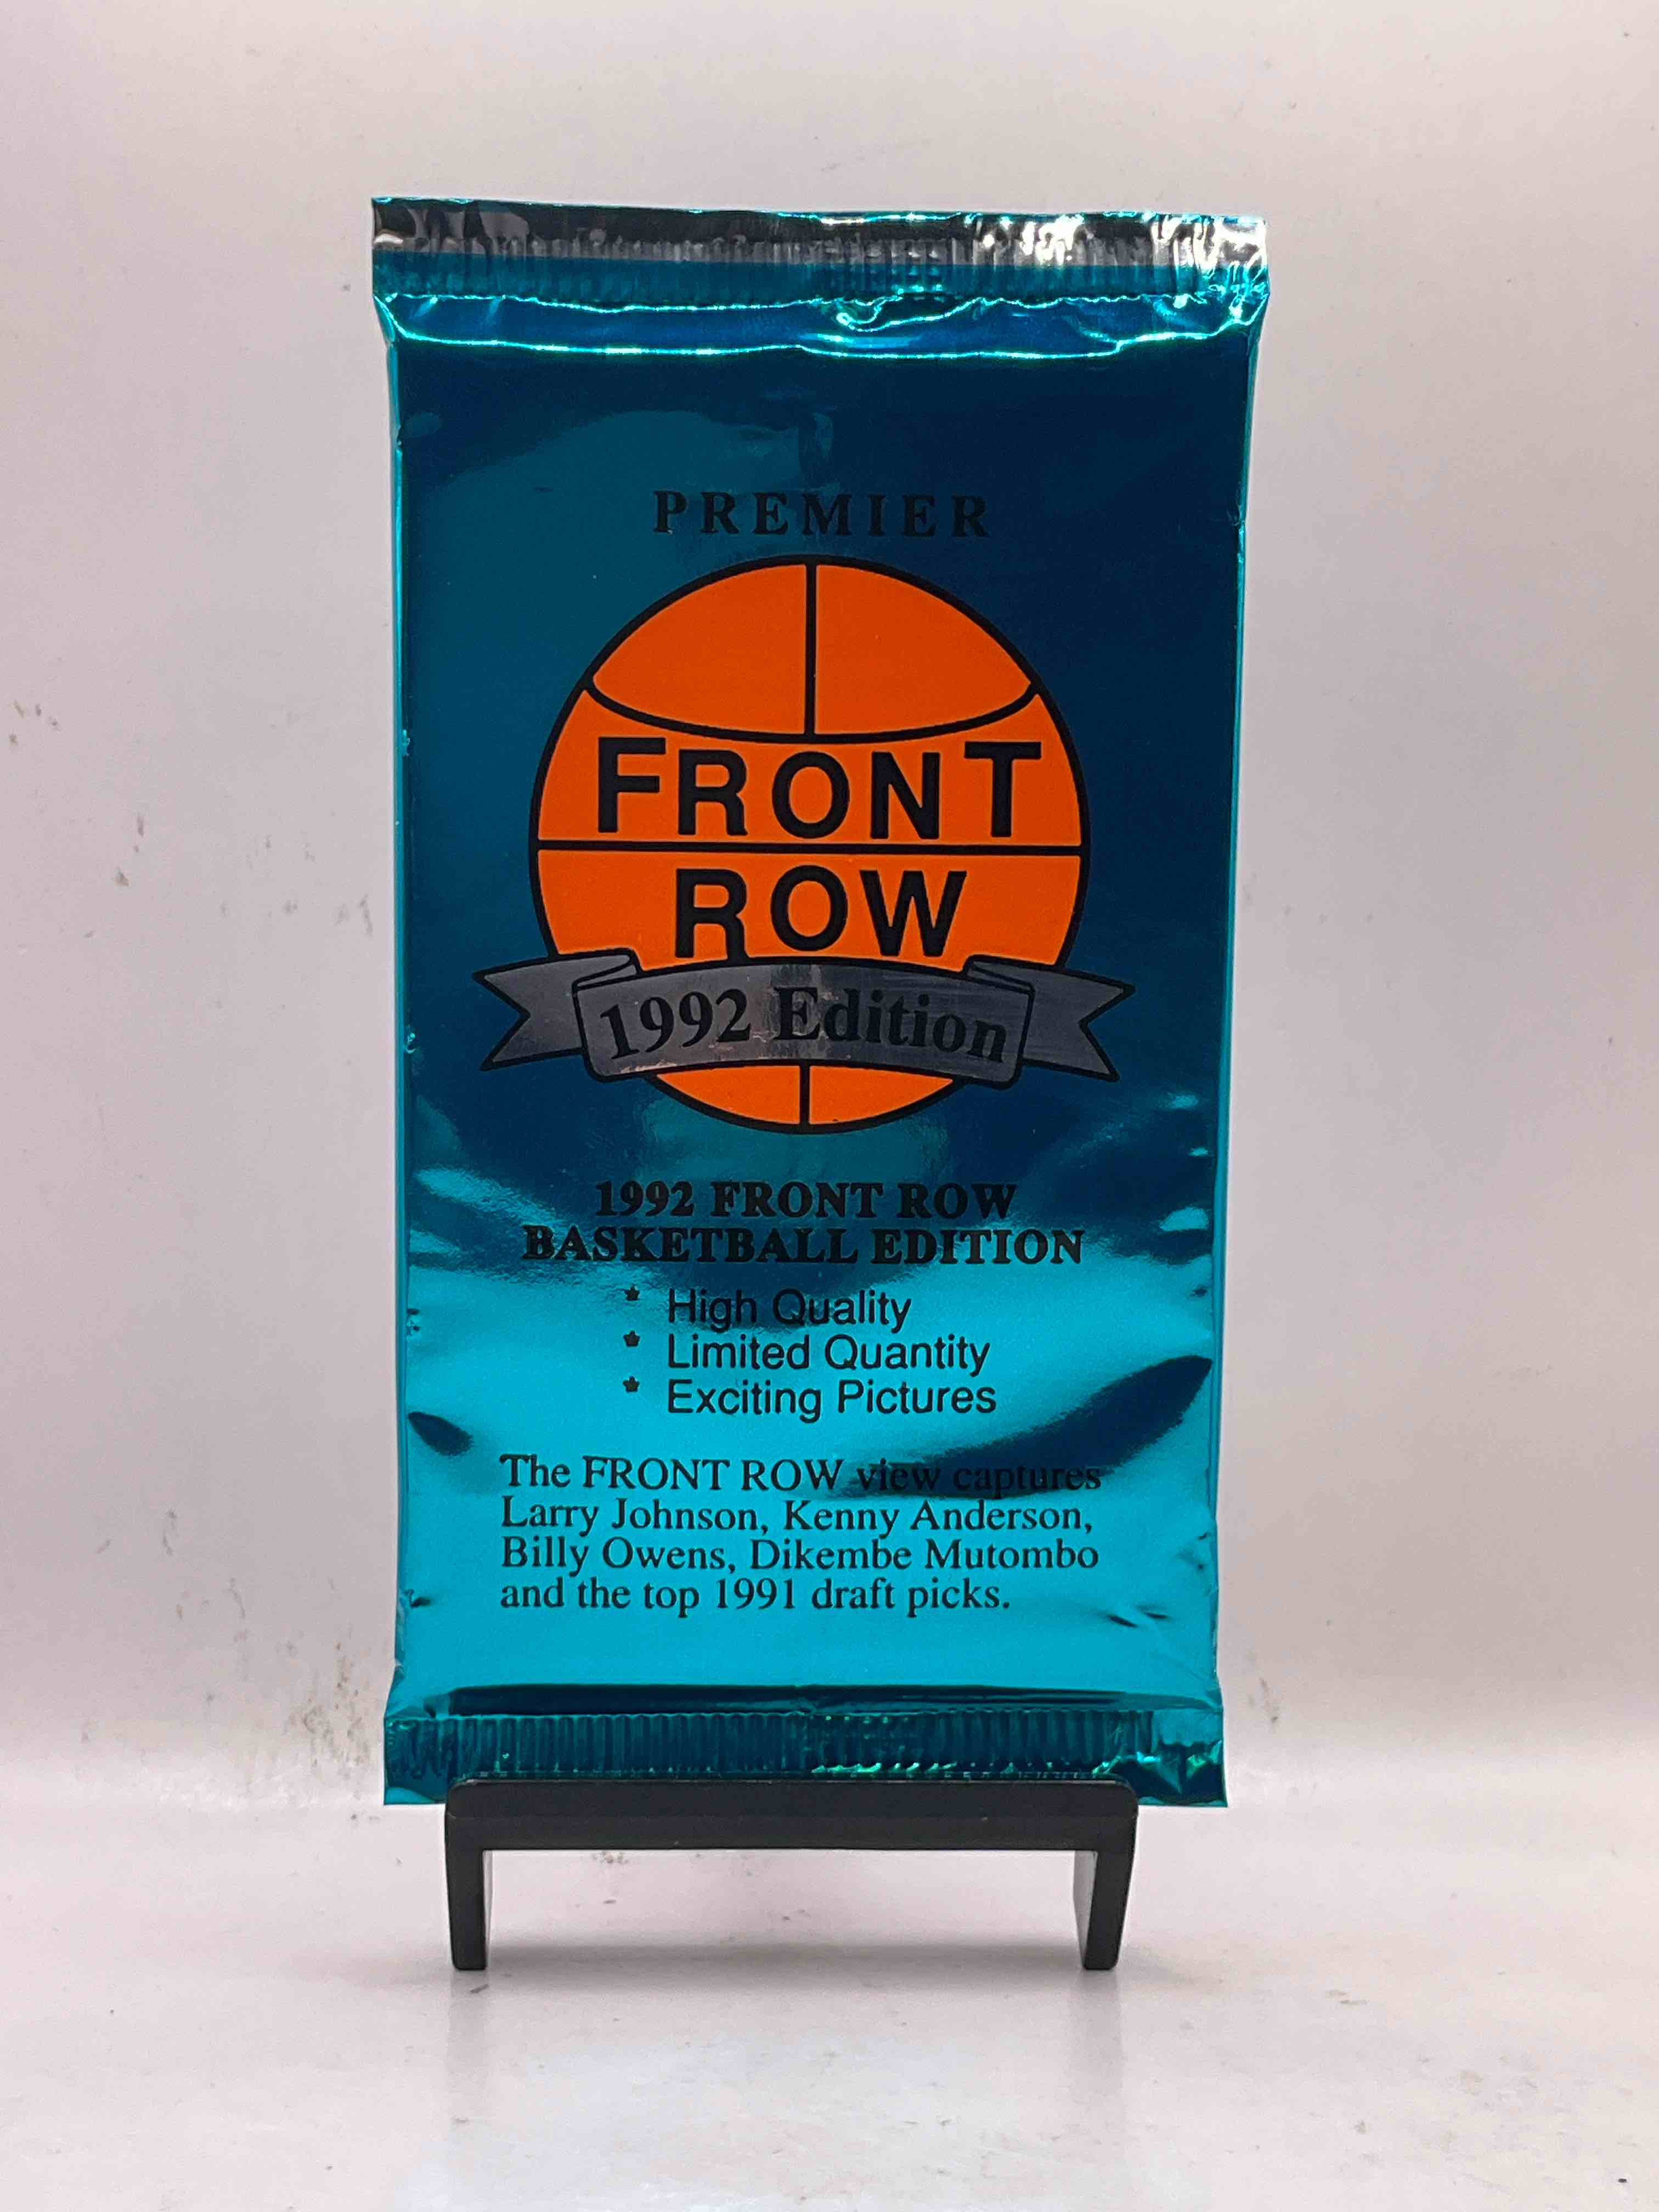 PREMIER
FRONT
ROW
1992 Edition
1992 FRONT ROW
BASKETBALL EDITION
* High Quality
* Limited Quantity
* Exciting Pictures
The FRONT ROW view captures
Larry Johnson, Kenny Anderson,
Billy Owens, Dikembe Mutombo
and the top 1991 draft picks.